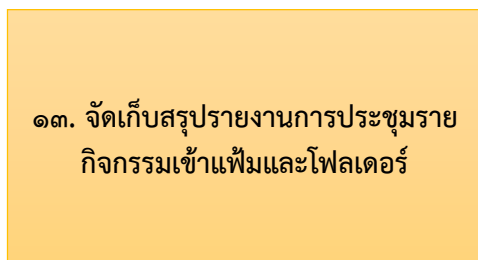 ๑๓. จัดเก็บสรุปรายงานการประชุมราย
กิจกรรมเข้าแฟ้มและโฟลเดอร์